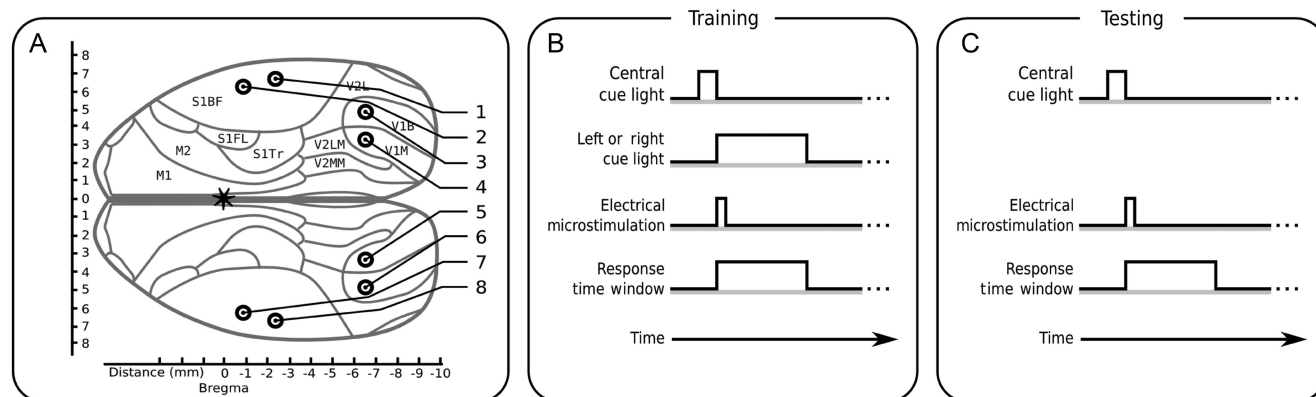 A
8
7
6
5
4
3
2
1
0
1
2
3
4
5
6
7
8
S1BF
V2L
V1B
S1FL
M2
S1Tr
V2LM
V1M
V2MM
M1
1
2
3
4
5
6
7
8
Distance (mm) 0 -1 -2 -3 -4 -5 -6 -7 -8 -9 -10
Bregma
Training
B
Central
cue light
Left or right
cue light
Electrical
microstimulation
Response
time window
Time
Testing
C
Central
cue light
Electrical
microstimulation
Response
time window
Time